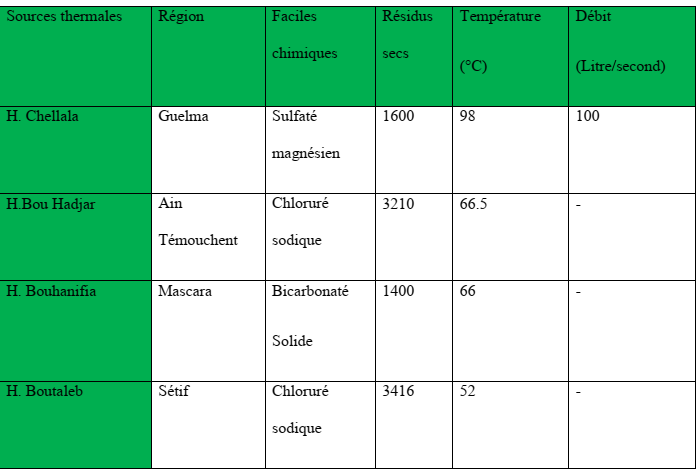 Sources thermales Région Faciles Résidus Température Débit
chimiques secs (°C) (Litre/second)
H. Chellala Guelma Sulfaté 1600 98 100
magnésien
H.Bou Hadjar Ain Chloruré 3210 66.5 -
Témouchent sodique
H. Bouhanifia Mascara Bicarbonaté 1400 66 -
Solide
H. Boutaleb Sétif Chloruré 3416 52 -
sodique